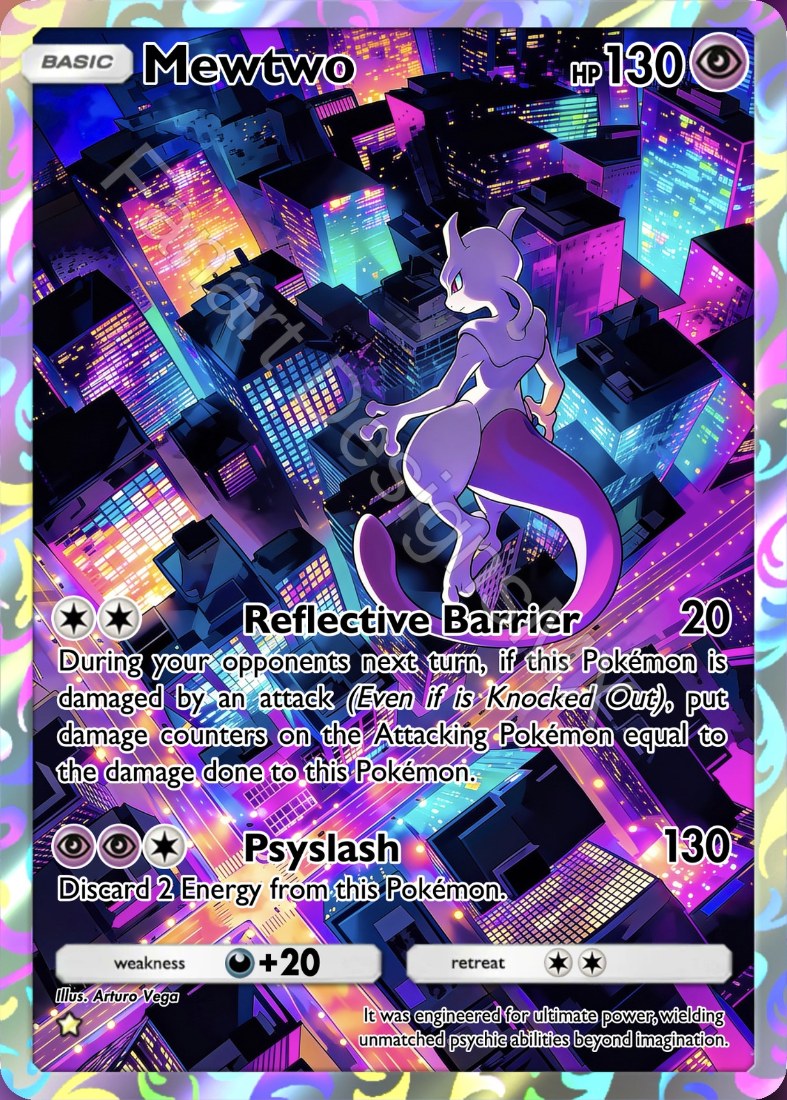 BASIC
Mewtwo
HP130
Reflective Barrier 20
During your opponents next turn, if this Pokémon is
damaged by an attack (Even if is Knocked Out), put
damage counters on the Attacking Pokémon equal to
the damage done to this Pokémon.
Psyslash 130
Discard 2 Energy from this Pokémon.
weakness +20 retreat
Illus. Arturo Vega
It was engineered for ultimate power, wielding
unmatched psychic abilities beyond imagination.
Fanart Designs